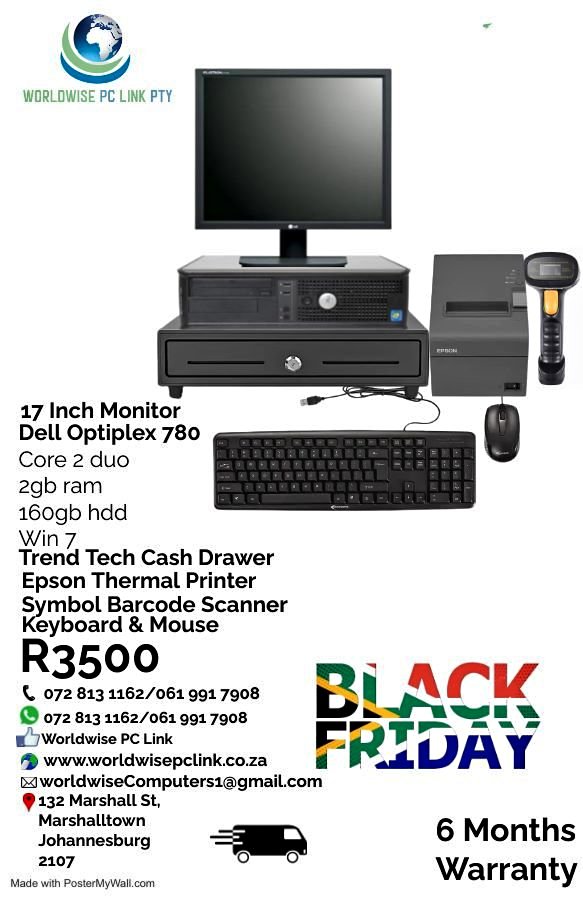 WORLDWISE PC LINK PTY
EPSON
17 Inch Monitor
Dell Optiplex 780
Core 2 duo
2gb ram
160gb hdd
Win 7
Trend Tech Cash Drawer
Epson Thermal Printer
Symbol Barcode Scanner
Keyboard & Mouse
R3500
072 813 1162/061 991 7908
072 813 1162/061 991 7908
Worldwise PC Link
www.worldwisepclink.co.za
worldwiseComputers1@gmail.com
132 Marshall St,
Marshalltown
Johannesburg
2107
BLACK
FRIDAY
6 Months
Warranty
Made with PosterMyWall.com